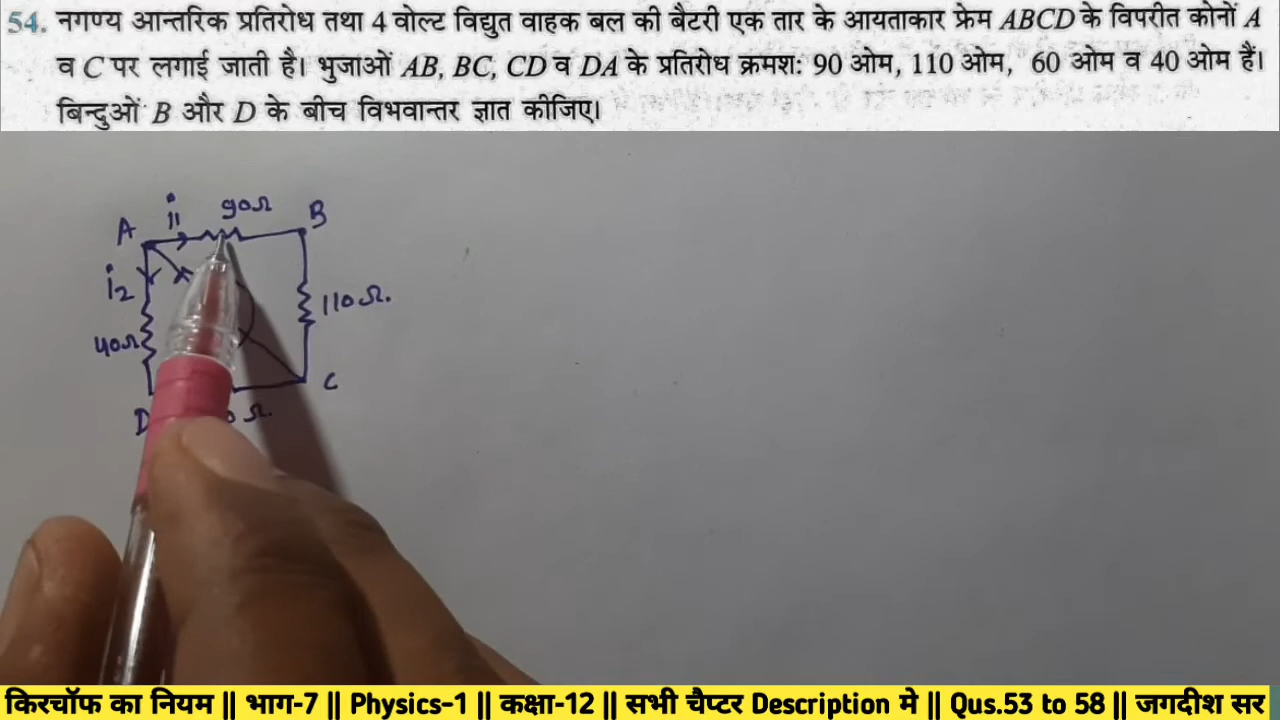 54. नगण्य आन्तरिक प्रतिरोध तथा 4 वोल्ट विद्युत वाहक बल की बैटरी एक तार के आयताकार फ्रेम ABCD के विपरीत कोनों A
व C पर लगाई जाती है। भुजाओं AB, BC, CD व DA के प्रतिरोध क्रमश: 90 ओम, 110 ओम, 60 ओम व 40 ओम हैं।
बिन्दुओं B और D के बीच विभवान्तर ज्ञात कीजिए।
i1 90Ω
A B
i2
110Ω.
40Ω
C
D 0Ω.
किरचॉफ का नियम || भाग-7 || Physics-1 || कक्षा-12 || सभी चैप्टर Description मे || Qus.53 to 58 || जगदीश सर